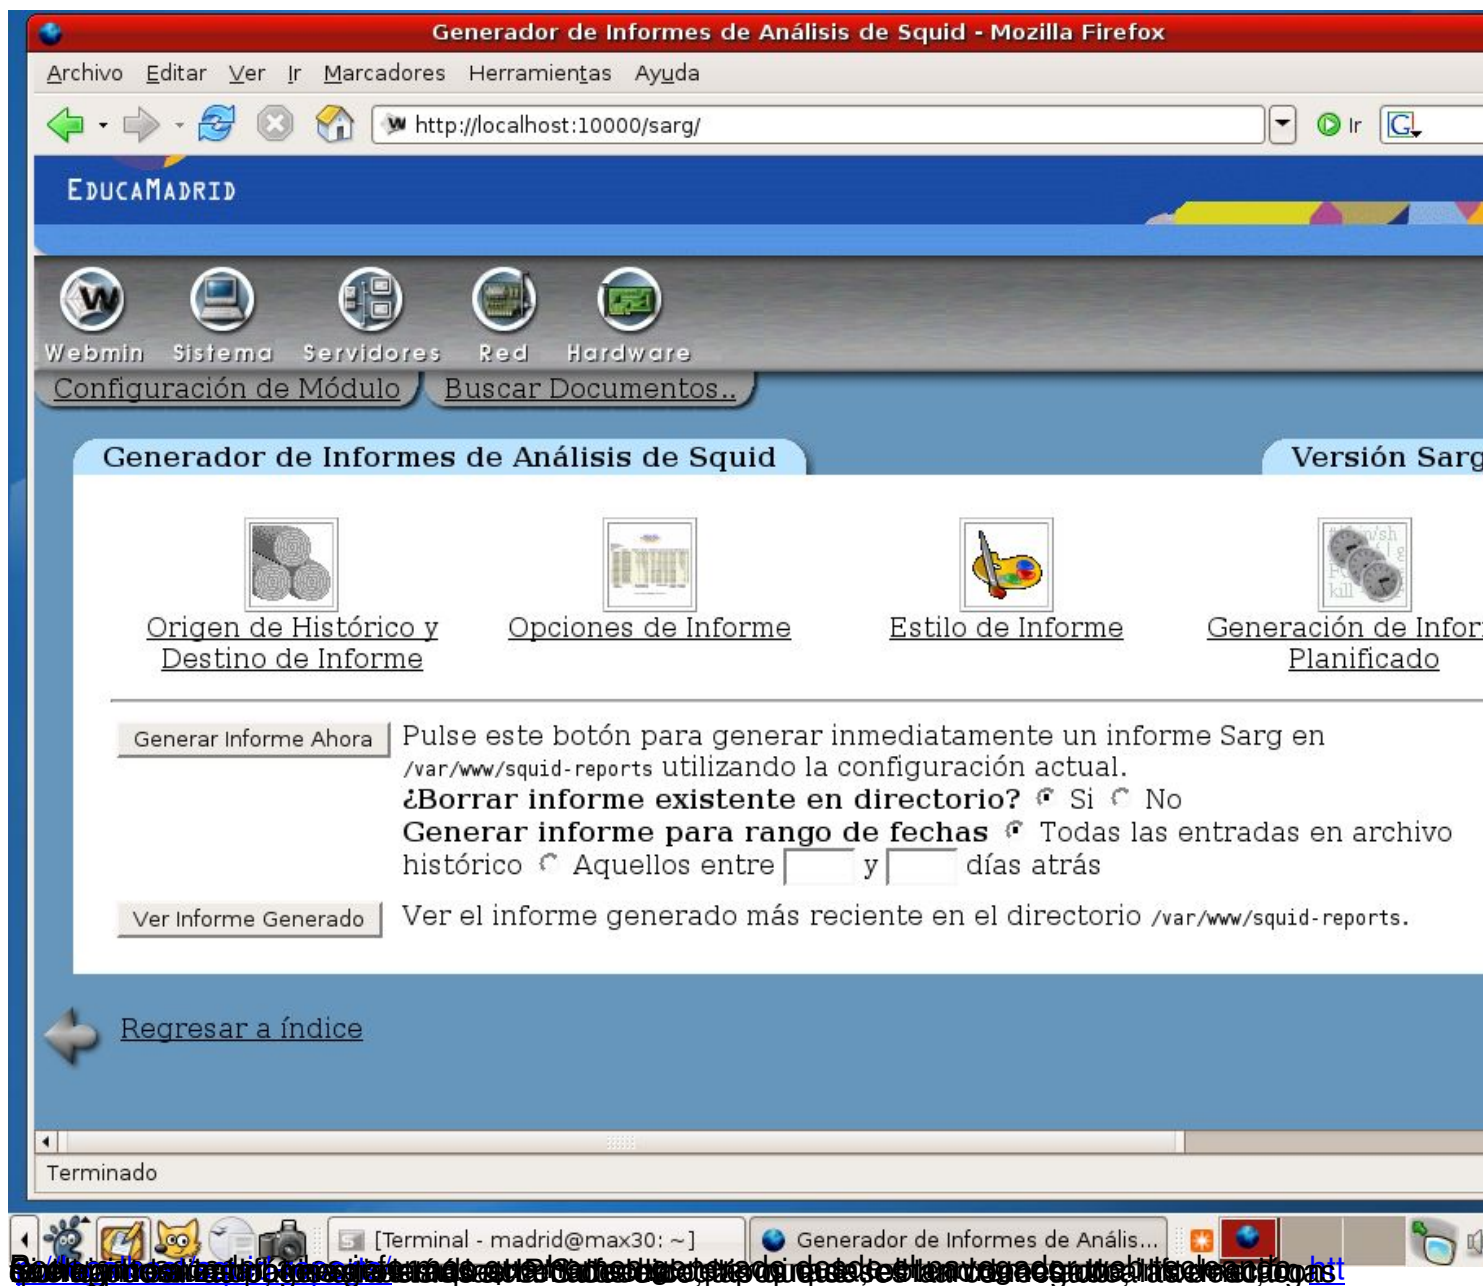 Generador de Informes de Análisis de Squid - Mozilla Firefox
Archivo Editar Ver Ir Marcadores Herramientas Ayuda
http://localhost:10000/sarg/ Ir
EDUCAMADRID
Webmin Sistema Servidores Red Hardware
Configuración de Módulo Buscar Documentos..
Generador de Informes de Análisis de Squid Versión Sarg
Origen de Histórico y Destino de Informe
Opciones de Informe
Estilo de Informe
Generación de Infor
Planificado
Generar Informe Ahora
Pulse este botón para generar inmediatamente un informe Sarg en
/var/www/squid-reports utilizando la configuración actual.
¿Borrar informe existente en directorio? Si No
Generar informe para rango de fechas Todas las entradas en archivo
histórico Aquellos entre y días atrás
Ver Informe Generado
Ver el informe generado más reciente en el directorio /var/www/squid-reports.
Regresar a índice
Terminado
[Terminal - madrid@max30: ~]
Generador de Informes de Anális...
htt